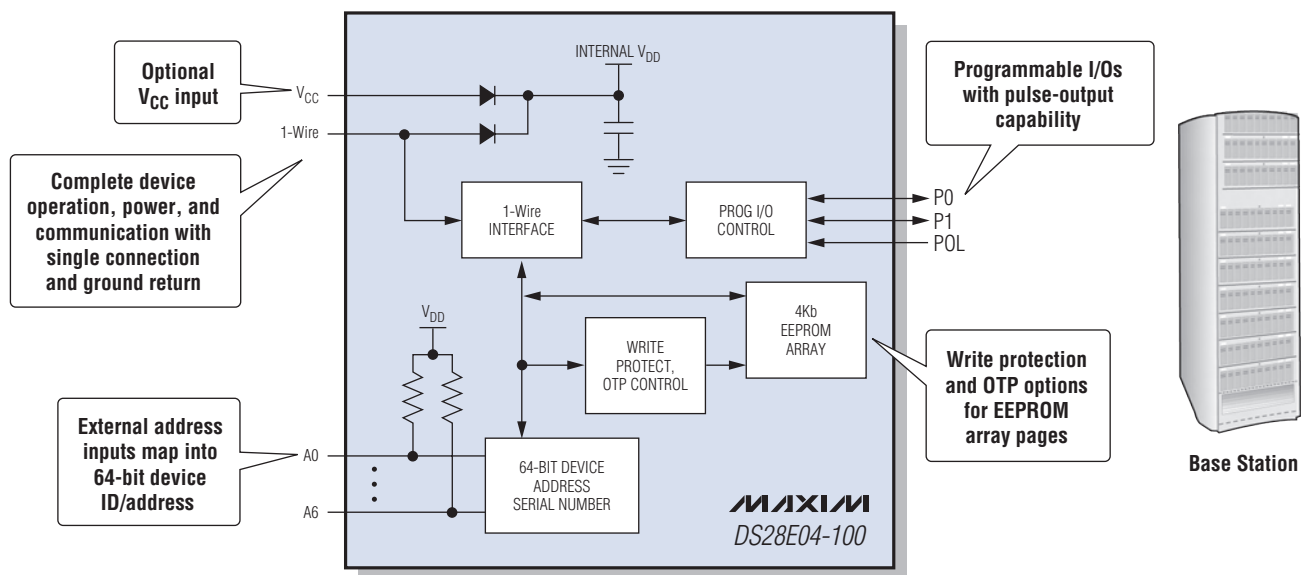 Optional
VCC input
VCC
1-Wire
Complete device
operation, power, and
communication with
single connection
and ground return
INTERNAL VDD
1-Wire
INTERFACE
PROG I/O
CONTROL
P0
P1
POL
Programmable I/Os
with pulse-output
capability
VDD
WRITE
PROTECT,
OTP CONTROL
4Kb
EEPROM
ARRAY
Write protection
and OTP options
for EEPROM
array pages
External address
inputs map into
64-bit device
ID/address
A0
A6
64-BIT DEVICE
ADDRESS
SERIAL NUMBER
MAXIM
DS28E04-100
Base Station